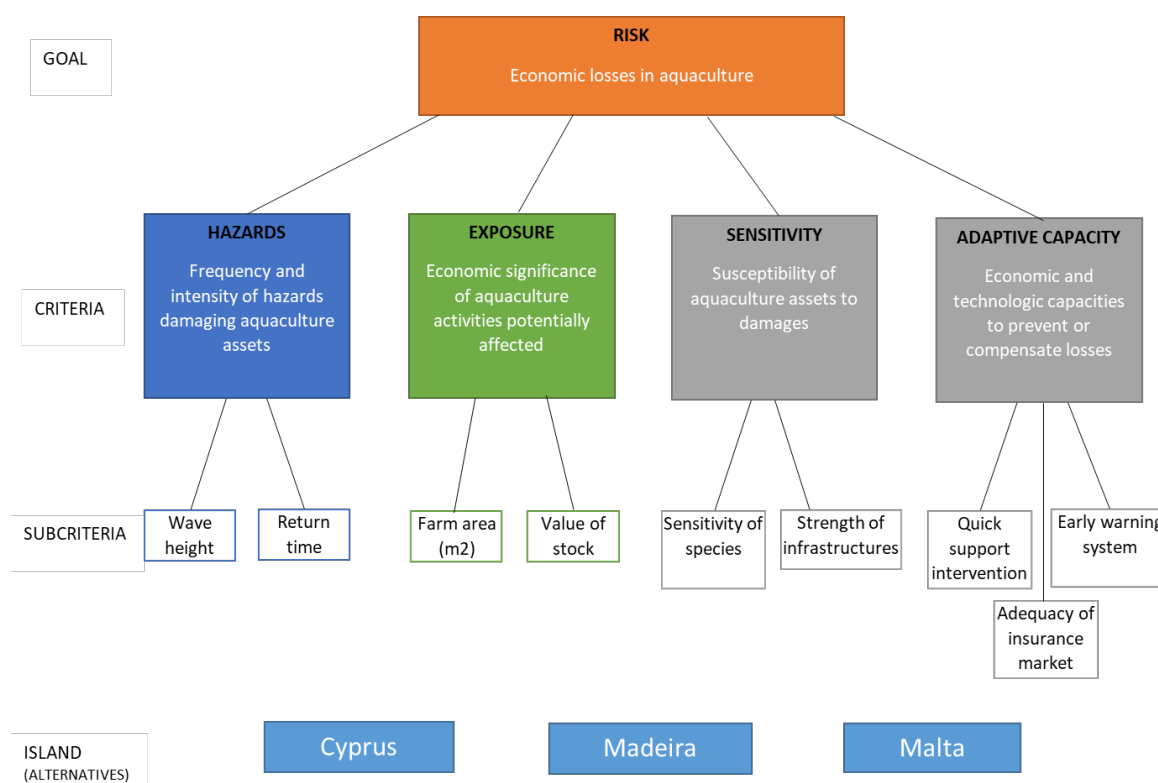 GOAL
RISK
Economic losses in aquaculture
CRITERIA
HAZARDS
Frequency and
intensity of hazards
damaging aquaculture
assets
EXPOSURE
Economic significance
of aquaculture
activities potentially
affected
SENSITIVITY
Susceptibility of
aquaculture assets to
damages
ADAPTIVE CAPACITY
Economic and
technologic capacities
to prevent or
compensate losses
SUBCRITERIA
Wave
height
Return
time
Farm area
(m2)
Value of
stock
Sensitivity of
species
Strength of
infrastructures
Quick
support
intervention
Early warning
system
Adequacy of
insurance
market
ISLAND
(ALTERNATIVES)
Cyprus
Madeira
Malta